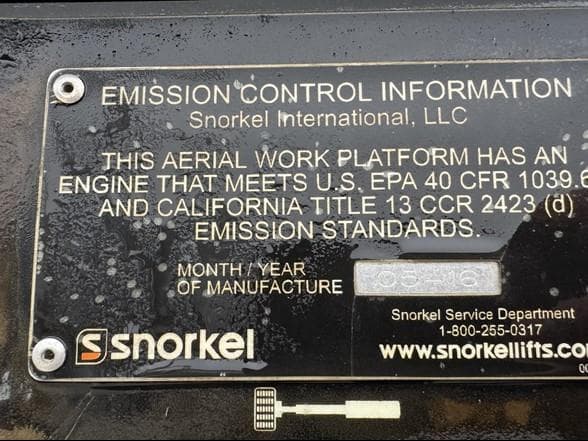 EMISSION CONTROL INFORMATION
Snorkel International, LLC
THIS AERIAL WORK PLATFORM HAS AN
ENGINE THAT MEETS U.S. EPA 40 CFR 1039.6
AND CALIFORNIA TITLE 13 CCR 2423 (d)
EMISSION STANDARDS.
MONTH / YEAR
OF MANUFACTURE
Snorkel Service Department
1-800-255-0317
snorkel
www.snorkellifts.co
00